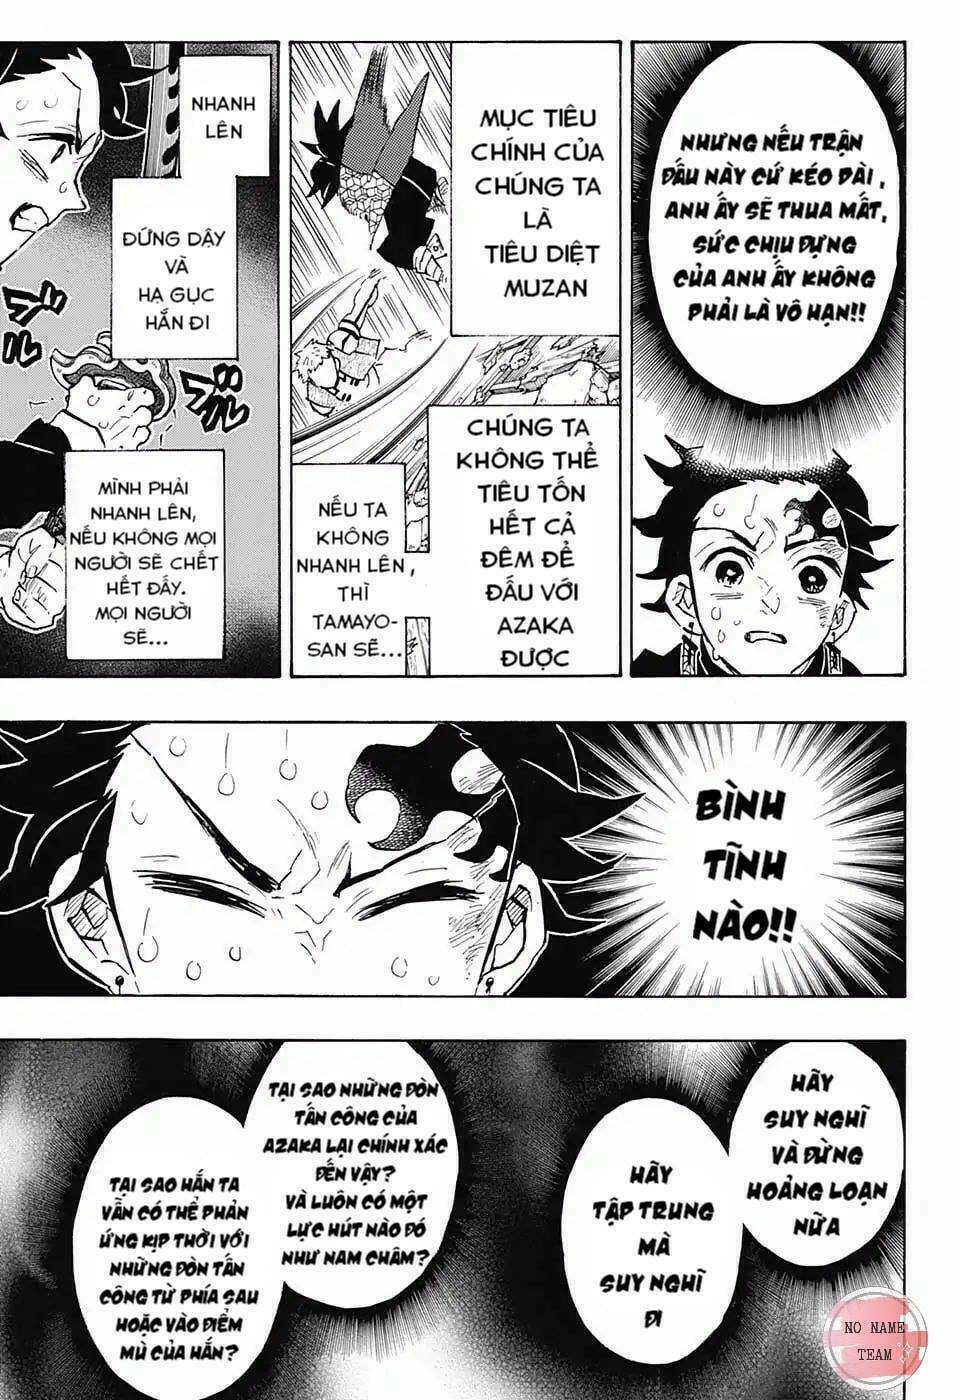 NHƯNG NẾU TRẬN
ĐẤU NÀY CỨ KÉO DÀI,
ANH ẤY SẼ THUA MẤT,
SỨC CHỊU ĐỰNG
CỦA ANH ẤY KHÔNG
PHẢI LÀ VÔ HẠN!!
MỤC TIÊU
CHÍNH CỦA
CHÚNG TA
LÀ
TIÊU DIỆT
MUZAN
CHÚNG TA
KHÔNG THỂ
TIÊU TỐN
HẾT CẢ
ĐÊM ĐỂ
ĐẤU VỚI
AZAKA
ĐƯỢC
NẾU TA
KHÔNG
NHANH LÊN,
THÌ
TAMAYO-
SAN SẼ...
NHANH
LÊN
ĐỨNG DẬY
VÀ
HẠ GỤC
HẮN ĐI
MÌNH PHẢI
NHANH LÊN,
NẾU KHÔNG MỌI
NGƯỜI SẼ CHẾT
HẾT ĐẤY.
MỌI NGƯỜI
SẼ...
BÌNH
TĨNH
NÀO!!
HÃY
SUY NGHĨ
VÀ ĐỪNG
HOẢNG LOẠN
NỮA
HÃY
TẬP TRUNG
MÀ
SUY NGHĨ
ĐI
TẠI SAO NHỮNG ĐÒN
TẤN CÔNG CỦA
AZAKA LẠI CHÍNH XÁC
ĐẾN VẬY?
VÀ LUÔN CÓ MỘT
LỰC HÚT NÀO ĐÓ
NHƯ NAM CHÂM?
TẠI SAO HẮN TA
VẪN CÓ THỂ PHẢN
ỨNG KỊP THỜI VỚI
NHỮNG ĐÒN TẤN
CÔNG TỪ PHÍA SAU
HOẶC VÀO ĐIỂM
MÙ CỦA HẮN?
NO NAME
TEAM